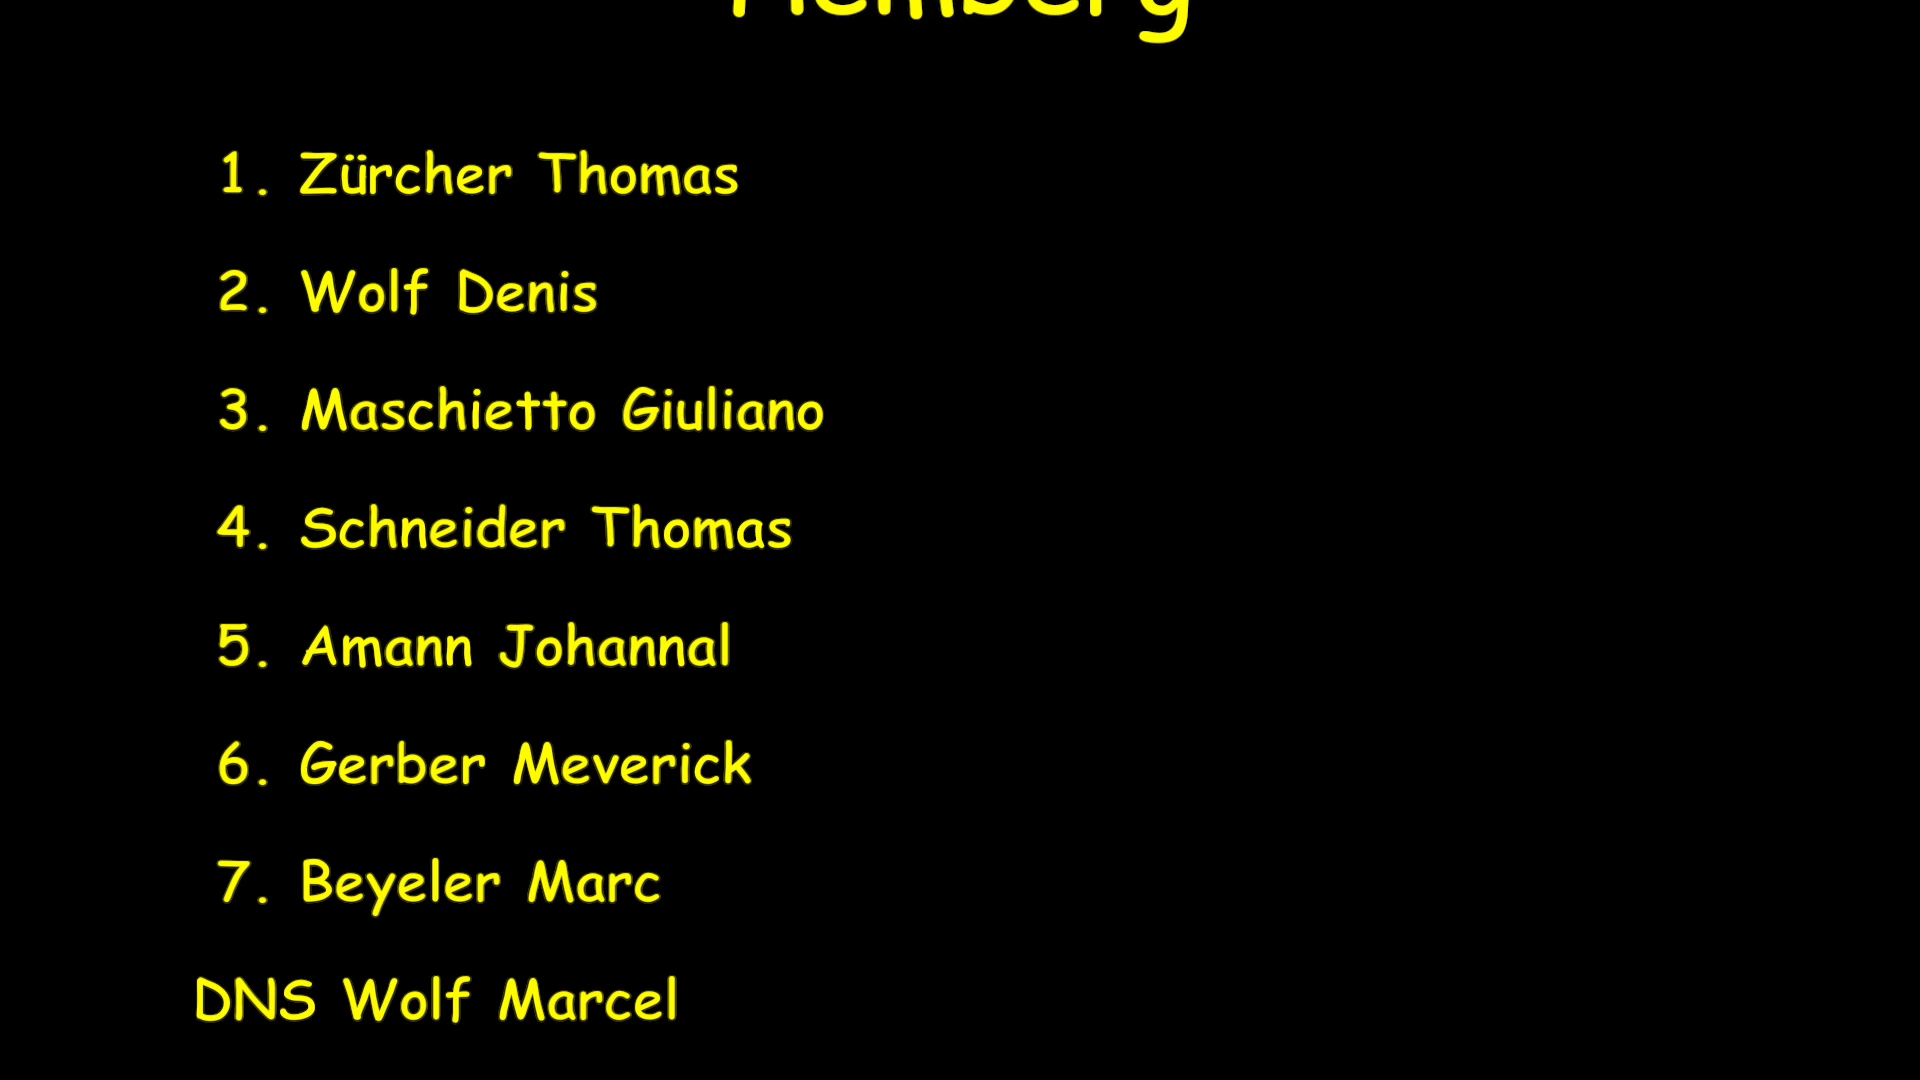 Hemberg
1. Zürcher Thomas
2. Wolf Denis
3. Maschietto Giuliano
4. Schneider Thomas
5. Amann Johannal
6. Gerber Meverick
7. Beyeler Marc
DNS Wolf Marcel